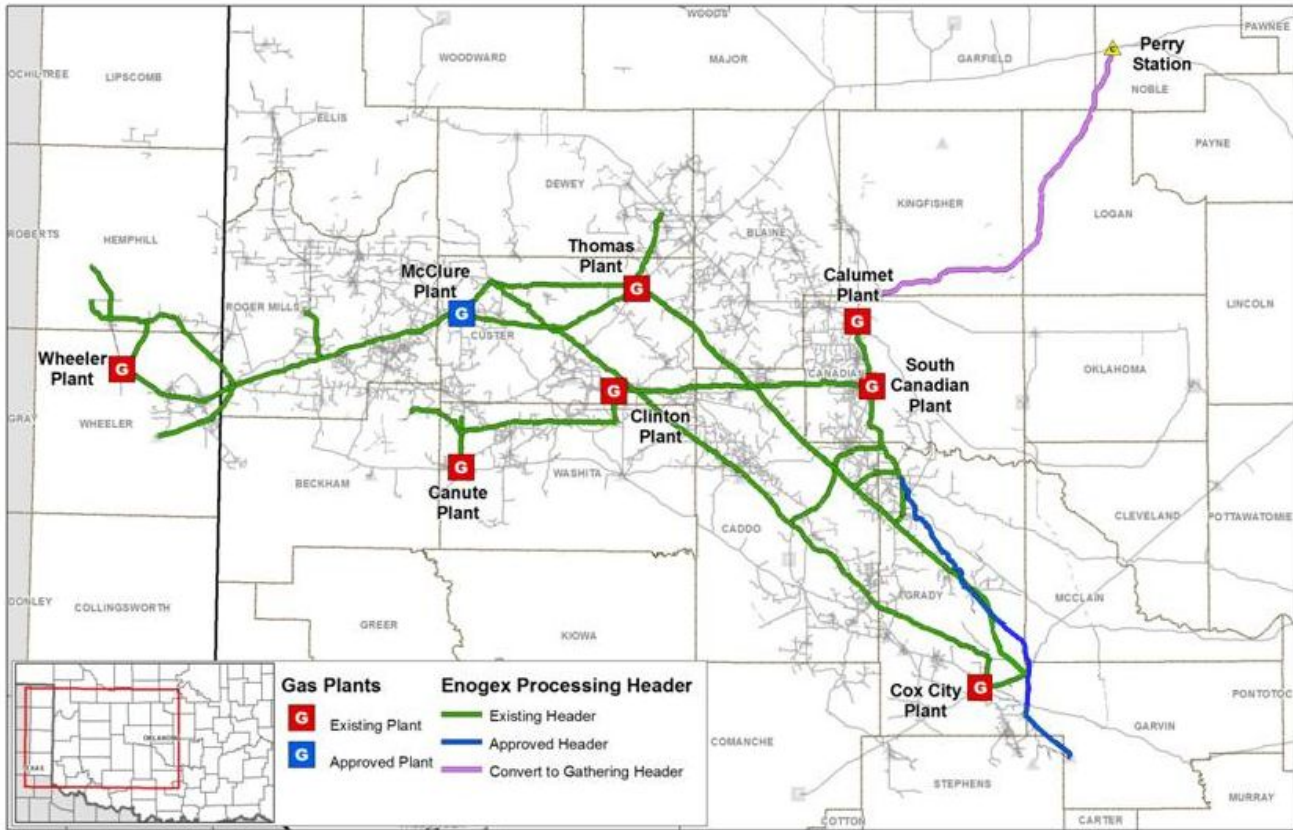 WOODS
PAWNEE
WOODWARD
MAJOR
GARFIELD
Perry
Station
OCHILTREE
LIPSCOMB
NOBLE
ELLIS
PAYNE
DEWEY
KINGFISHER
LOGAN
ROBERTS
HEMPHILL
BLAINE
Thomas
Plant
McClure
Plant
Calumet
Plant
ROGER MILLS
LINCOLN
CUSTER
Wheeler
Plant
CANADIAN
South
Canadian
Plant
OKLAHOMA
GRAY
WHEELER
Clinton
Plant
BECKHAM
WASHITA
Canute
Plant
CADDO
CLEVELAND
POTTAWATOMIE
DONLEY
COLLINGSWORTH
GRADY
MCCLAIN
GREER
KIOWA
Cox City
Plant
PONTOTOC
GARVIN
COMANCHE
STEPHENS
MURRAY
COTTON
CARTER
OKLAHOMA
Gas Plants
G Existing Plant
G Approved Plant
Enogex Processing Header
Existing Header
Approved Header
Convert to Gathering Header